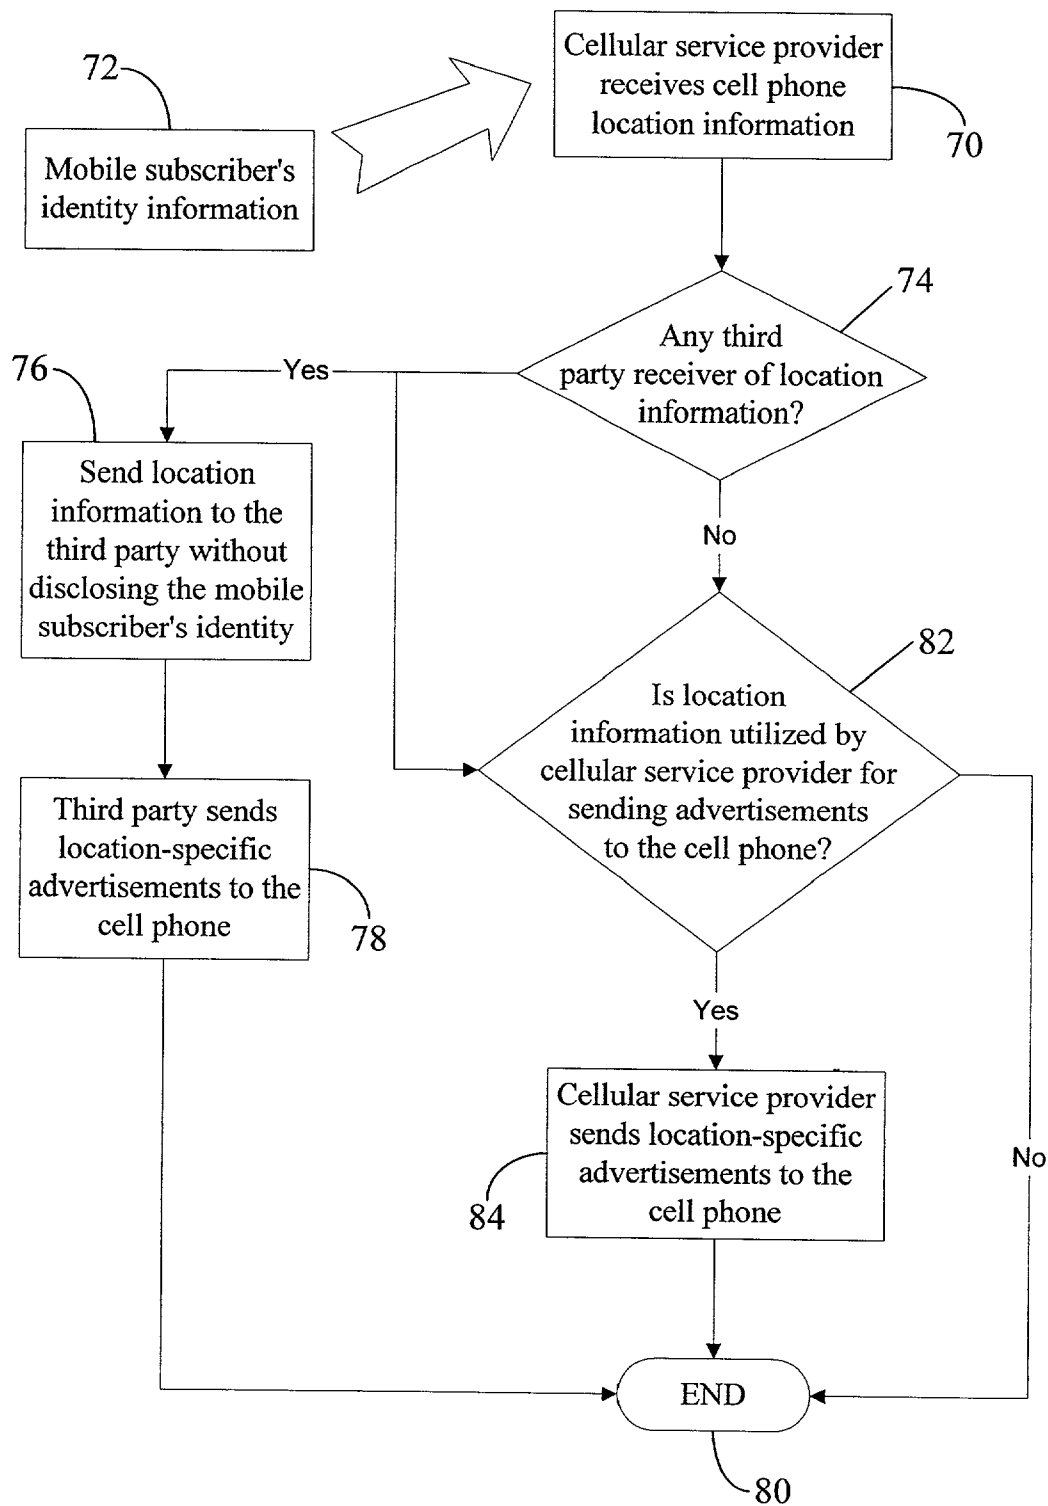 Cellular service provider
receives cell phone
location information
70
72
Mobile subscriber's
identity information
74
Any third
party receiver of location
information?
Yes
76
Send location
information to the
third party without
disclosing the mobile
subscriber's identity
No
82
Is location
information utilized by
cellular service provider for
sending advertisements
to the cell phone?
Third party sends
location-specific
advertisements to the
cell phone
78
Yes
Cellular service provider
sends location-specific
advertisements to the
cell phone
84
No
END
80